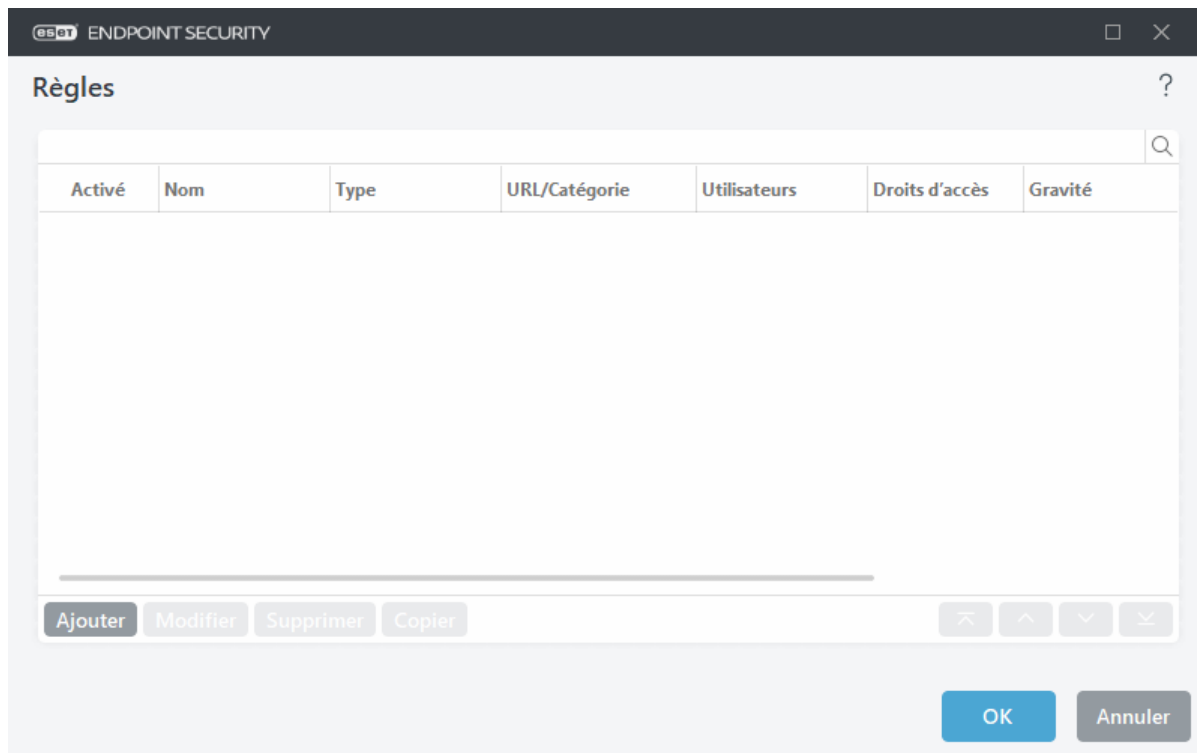 eset ENDPOINT SECURITY
Règles
?
Activé Nom Type URL/Catégorie Utilisateurs Droits d'accès Gravité
Ajouter Modifier Supprimer Copier
OK Annuler